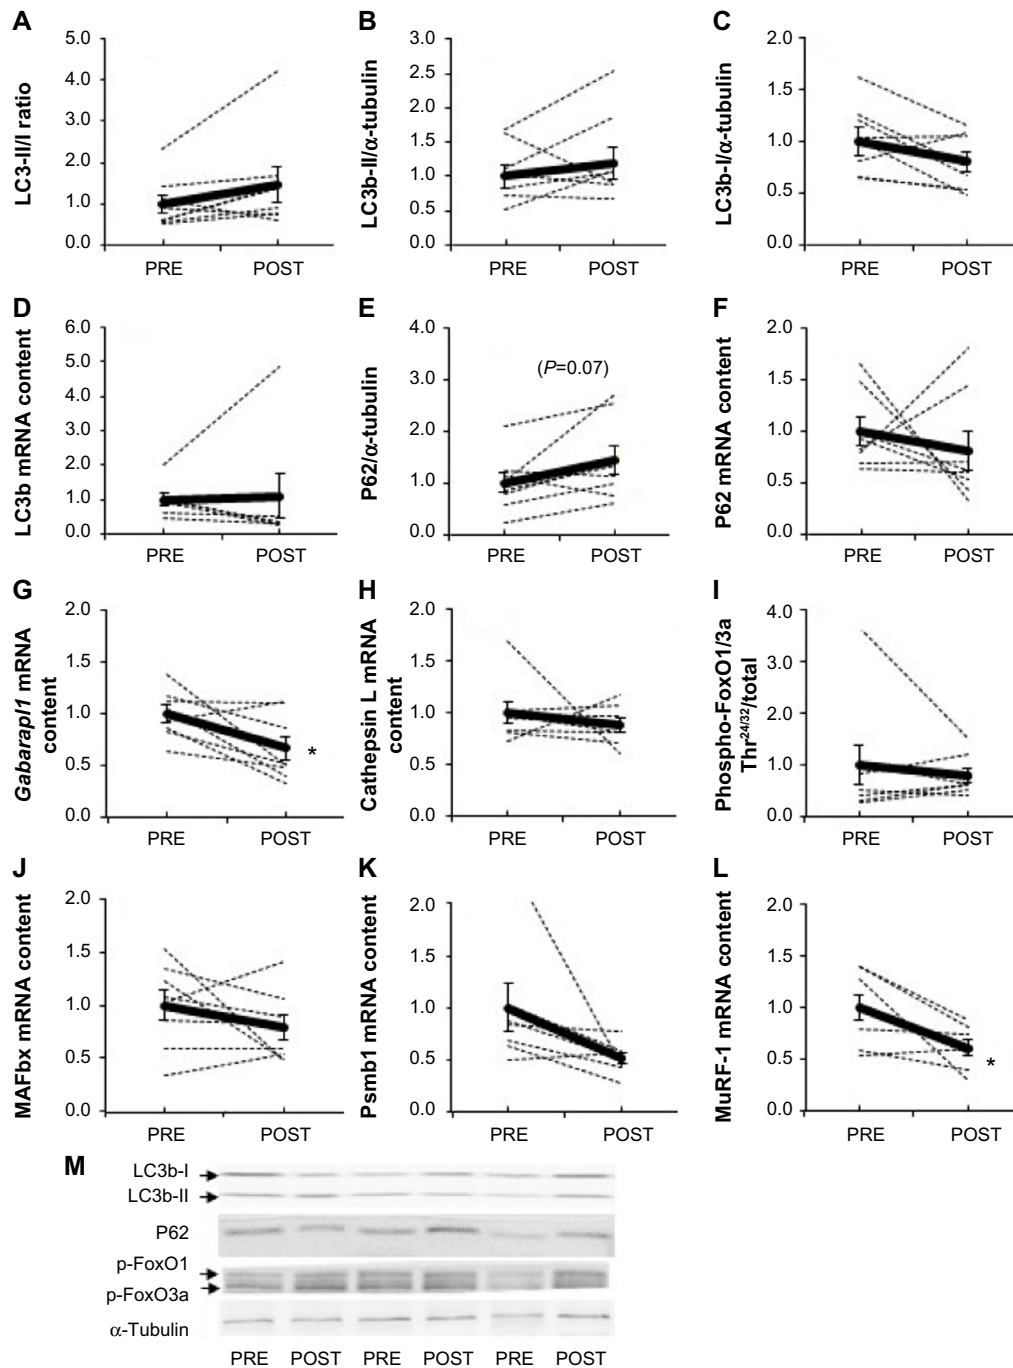 A
LC3-II/I ratio
5.0
4.0
3.0
2.0
1.0
0.0
PRE POST
B
LC3b-II/α-tubulin
3.0
2.5
2.0
1.5
1.0
0.5
0.0
PRE POST
C
LC3b-I/α-tubulin
2.0
1.5
1.0
0.5
0.0
PRE POST
D
LC3b mRNA content
6.0
5.0
4.0
3.0
2.0
1.0
0.0
PRE POST
E
P62/α-tubulin
4.0
3.0
2.0
1.0
0.0
(P=0.07)
PRE POST
F
P62 mRNA content
2.0
1.5
1.0
0.5
0.0
PRE POST
G
Gabarapl1 mRNA
content
2.0
1.5
1.0
0.5
0.0
*
PRE POST
H
Cathepsin L mRNA
content
2.0
1.5
1.0
0.5
0.0
PRE POST
I
Phospho-FoxO1/3a
Thr24/32/total
4.0
3.0
2.0
1.0
0.0
PRE POST
J
MAFbx mRNA content
2.0
1.5
1.0
0.5
0.0
PRE POST
K
Psmb1 mRNA content
2.0
1.5
1.0
0.5
0.0
PRE POST
L
MuRF-1 mRNA content
2.0
1.5
1.0
0.5
0.0
*
PRE POST
M
LC3b-I
LC3b-II
P62
p-FoxO1
p-FoxO3a
α-Tubulin
PRE POST PRE POST PRE POST